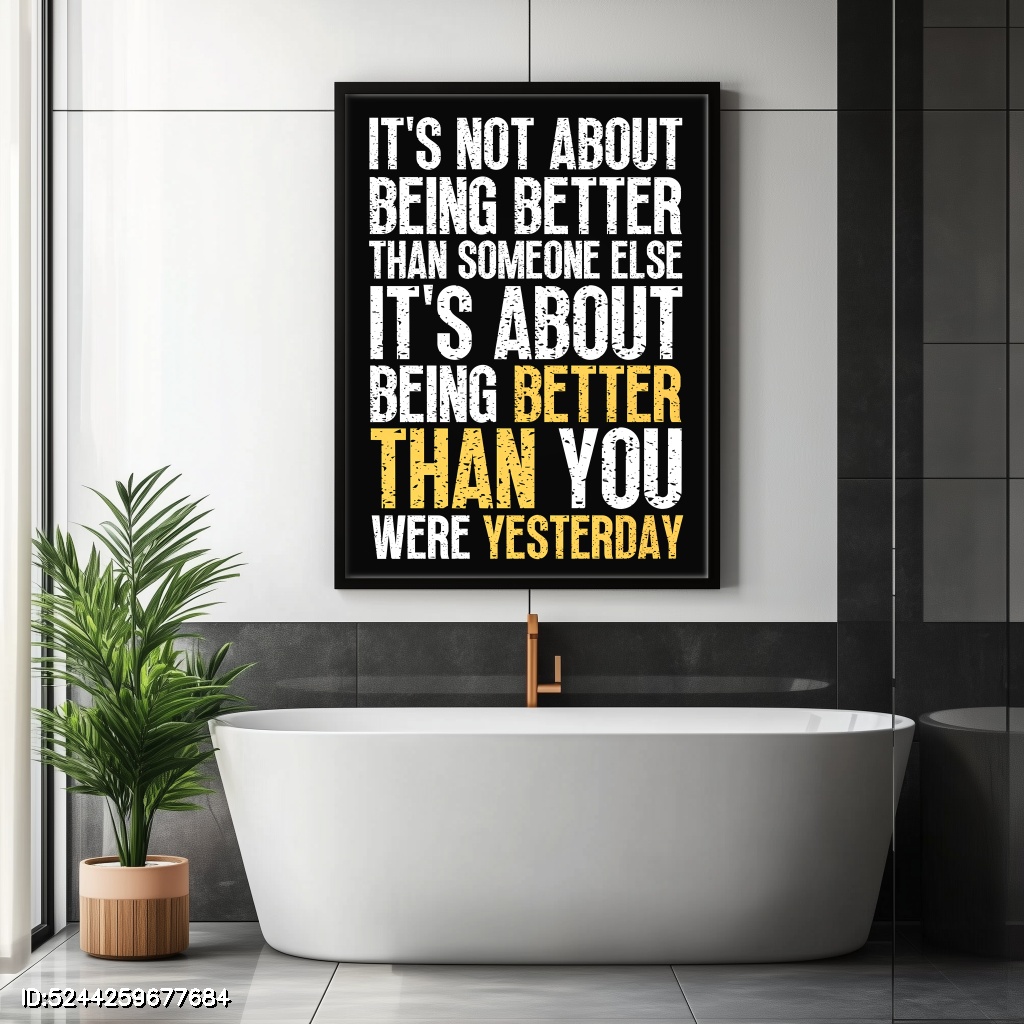 IT'S NOT ABOUT
BEING BETTER
THAN SOMEONE ELSE
IT'S ABOUT
BEING BETTER
THAN YOU
WERE YESTERDAY
ID:5244259677684